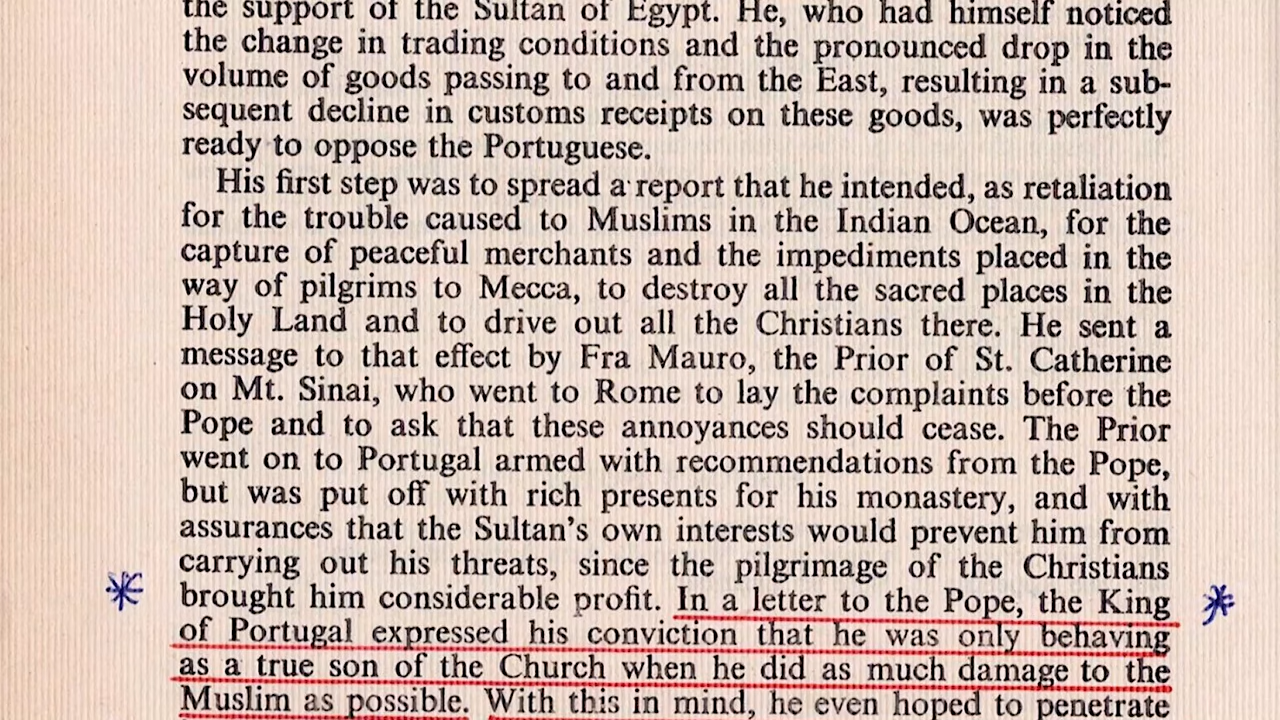 the support of the Sultan of Egypt. He, who had himself noticed
the change in trading conditions and the pronounced drop in the
volume of goods passing to and from the East, resulting in a sub-
sequent decline in customs receipts on these goods, was perfectly
ready to oppose the Portuguese.
His first step was to spread a report that he intended, as retaliation
for the trouble caused to Muslims in the Indian Ocean, for the
capture of peaceful merchants and the impediments placed in the
way of pilgrims to Mecca, to destroy all the sacred places in the
Holy Land and to drive out all the Christians there. He sent a
message to that effect by Fra Mauro, the Prior of St. Catherine
on Mt. Sinai, who went to Rome to lay the complaints before the
Pope and to ask that these annoyances should cease. The Prior
went on to Portugal armed with recommendations from the Pope,
but was put off with rich presents for his monastery, and with
assurances that the Sultan's own interests would prevent him from
carrying out his threats, since the pilgrimage of the Christians
brought him considerable profit. In a letter to the Pope, the King
of Portugal expressed his conviction that he was only behaving
as a true son of the Church when he did as much damage to the
Muslim as possible. With this in mind, he even hoped to penetrate